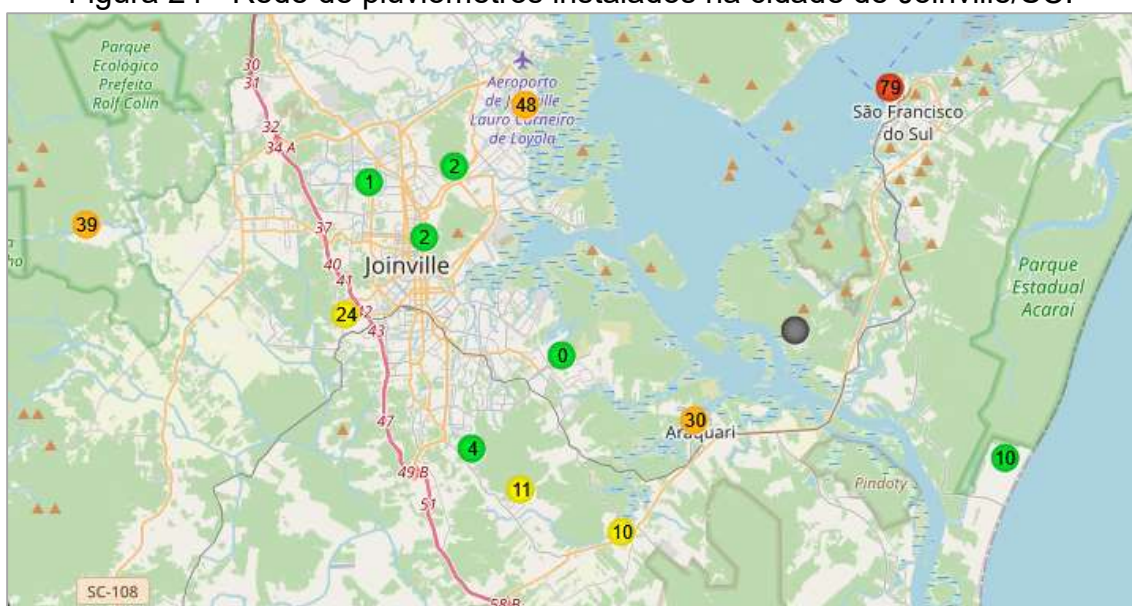 Figura 24 - Rede de pluviômetros instalados na cidade de Joinville/SC.
Parque
Ecológico
Prefeito
Rolf Colin
30
31
32
34 A
Aeroporto
de Joinville
Lauro Carneiro
de Loyola
48
79
São Francisco
do Sul
2
1
39
37
2
40
41
Joinville
Parque
Estadual
Acaraí
24
42
43
0
30
Araquari
47
4
10
49 B
11
Pindoty
51
10
SC-108
58 B